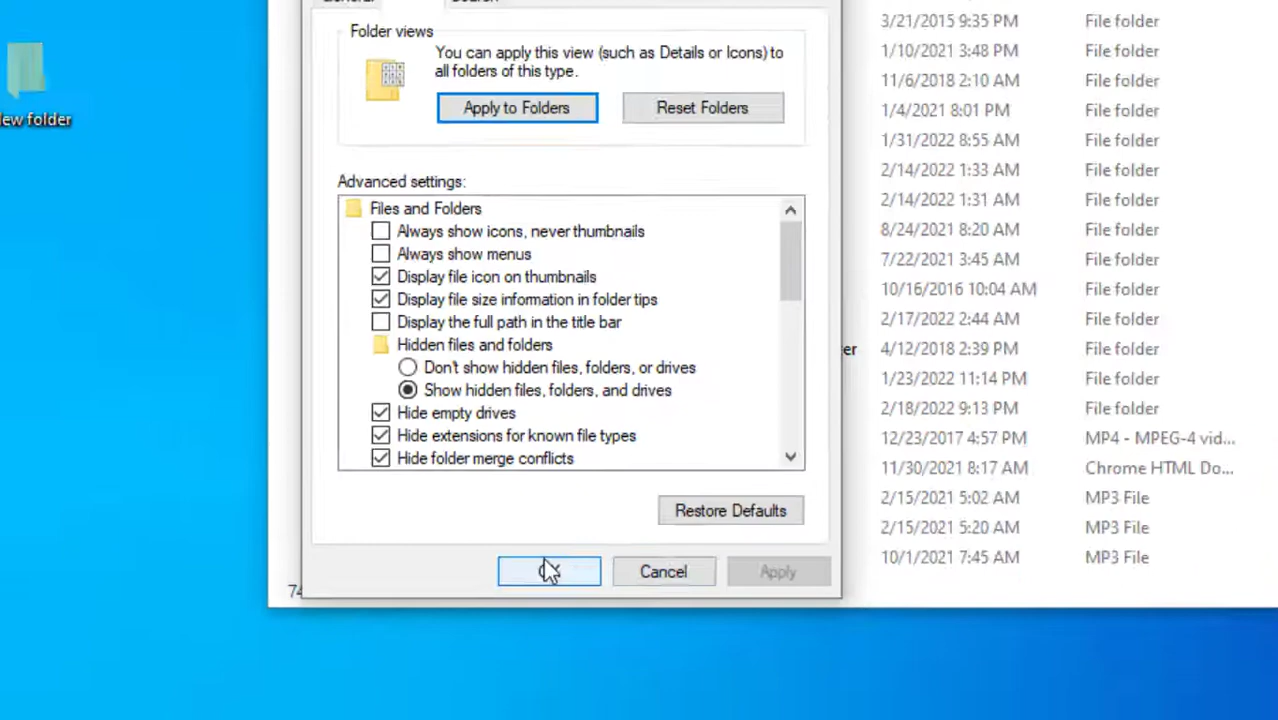 Folder views
You can apply this view (such as Details or Icons) to
all folders of this type.
Apply to Folders
Reset Folders
Advanced settings:
Files and Folders
Always show icons, never thumbnails
Always show menus
Display file icon on thumbnails
Display file size information in folder tips
Display the full path in the title bar
Hidden files and folders
Don't show hidden files, folders, or drives
Show hidden files, folders, and drives
Hide empty drives
Hide extensions for known file types
Hide folder merge conflicts
Restore Defaults
Cancel
Apply
folder
74
er
3/21/2015 9:35 PM File folder
1/10/2021 3:48 PM File folder
11/6/2018 2:10 AM File folder
1/4/2021 8:01 PM File folder
1/31/2022 8:55 AM File folder
2/14/2022 1:33 AM File folder
2/14/2022 1:31 AM File folder
8/24/2021 8:20 AM File folder
7/22/2021 3:45 AM File folder
10/16/2016 10:04 AM File folder
2/17/2022 2:44 AM File folder
4/12/2018 2:39 PM File folder
1/23/2022 11:14 PM File folder
2/18/2022 9:13 PM File folder
12/23/2017 4:57 PM MP4 - MPEG-4 vid...
11/30/2021 8:17 AM Chrome HTML Do...
2/15/2021 5:02 AM MP3 File
2/15/2021 5:20 AM MP3 File
10/1/2021 7:45 AM MP3 File